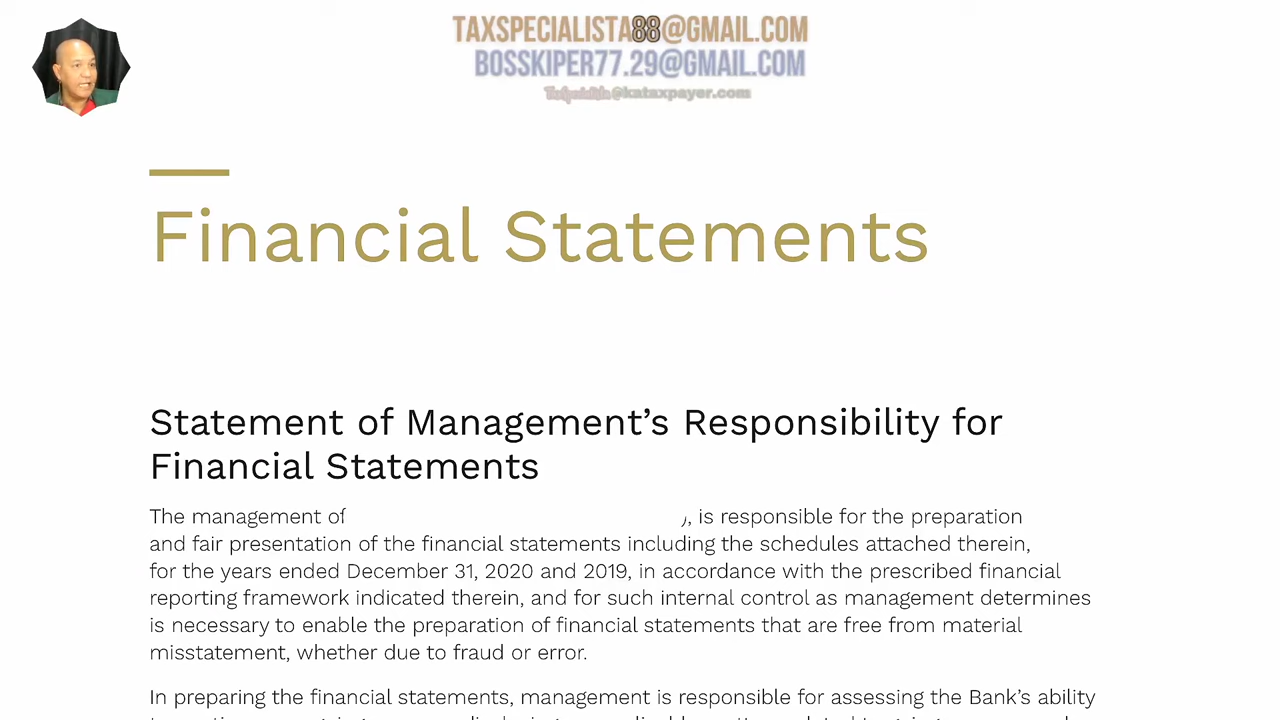 TAXSPECIALISTA88@GMAIL.COM
BOSSKIPER77.29@GMAIL.COM
TaxSpecialista@kataxpayer.com
Financial Statements
Statement of Management’s Responsibility for
Financial Statements
The management of ), is responsible for the preparation
and fair presentation of the financial statements including the schedules attached therein,
for the years ended December 31, 2020 and 2019, in accordance with the prescribed financial
reporting framework indicated therein, and for such internal control as management determines
is necessary to enable the preparation of financial statements that are free from material
misstatement, whether due to fraud or error.
In preparing the financial statements, management is responsible for assessing the Bank’s ability